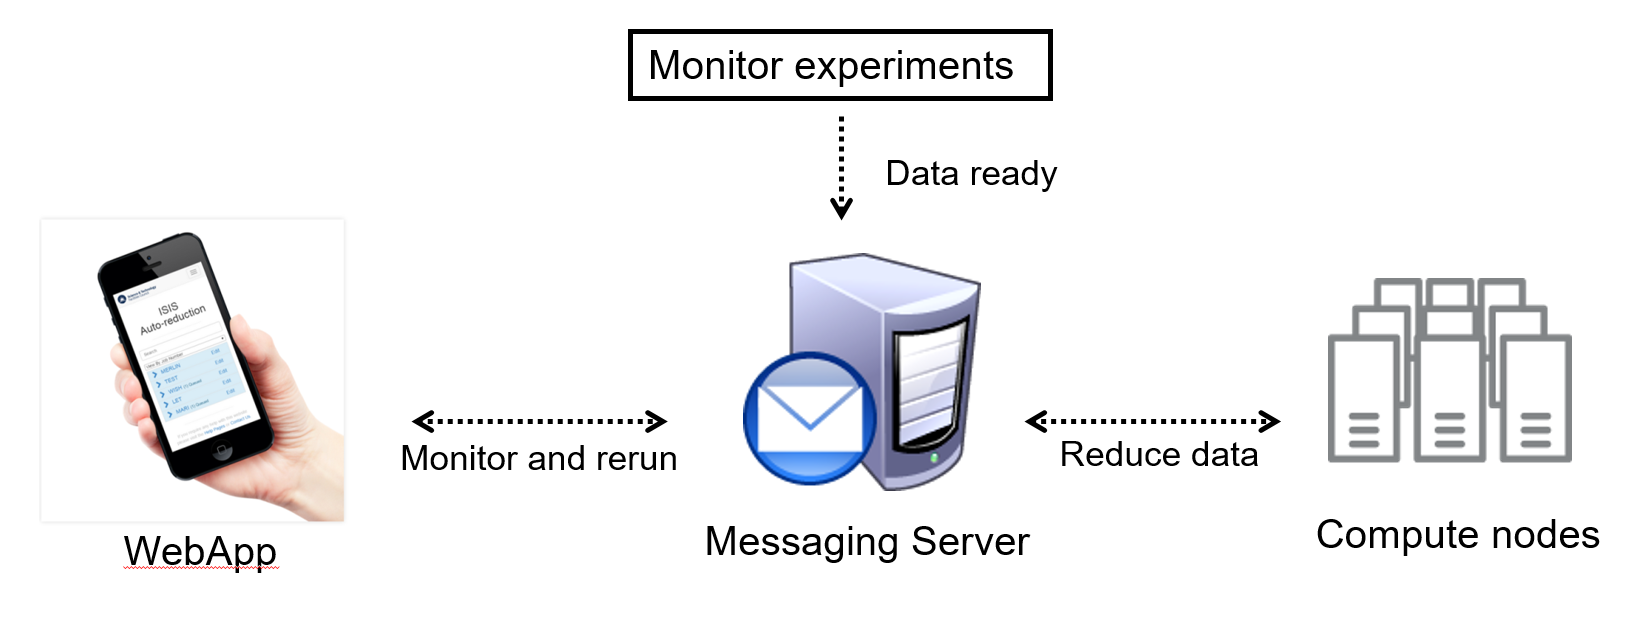 Monitor experiments
Data ready
ISIS
Auto-reduction
Search
MERLIN
TEST
WISH
LET
MARI
Monitor and rerun
Reduce data
WebApp
Messaging Server
Compute nodes